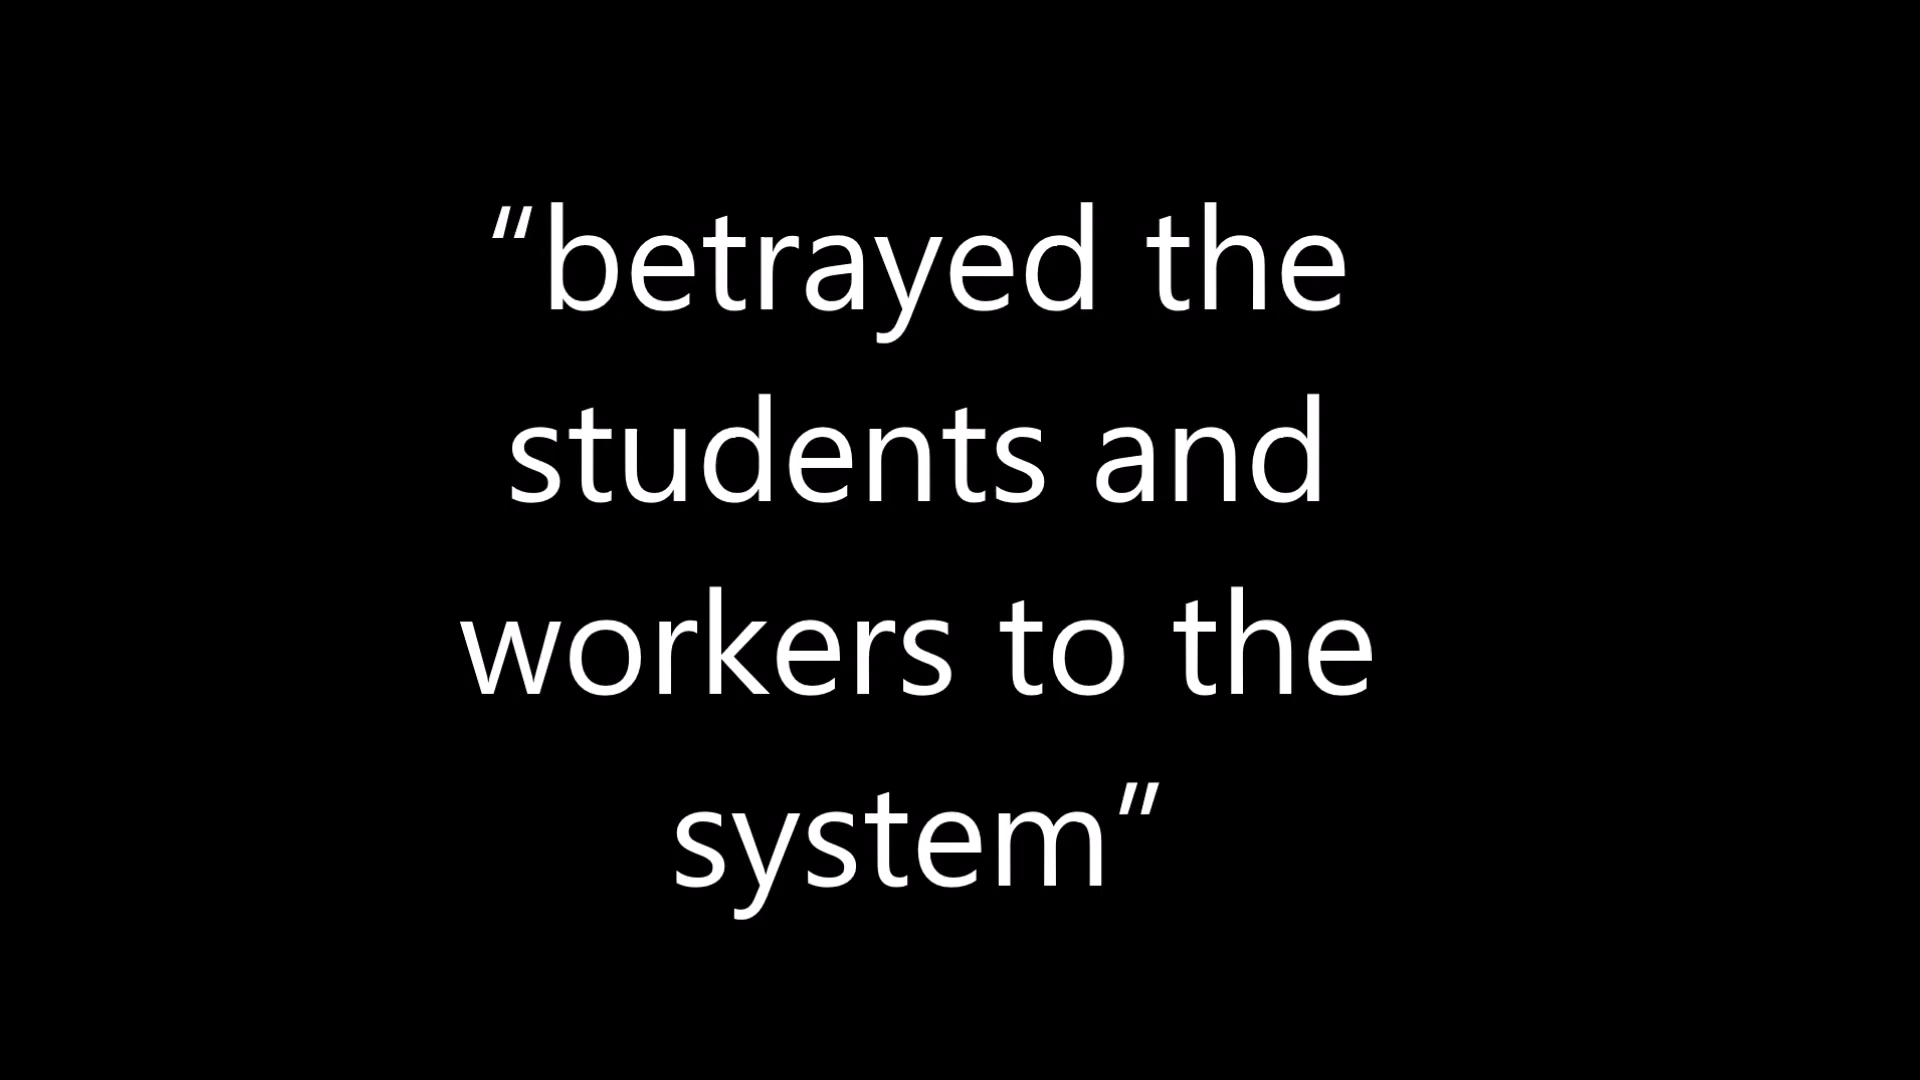 “betrayed the
students and
workers to the
system”